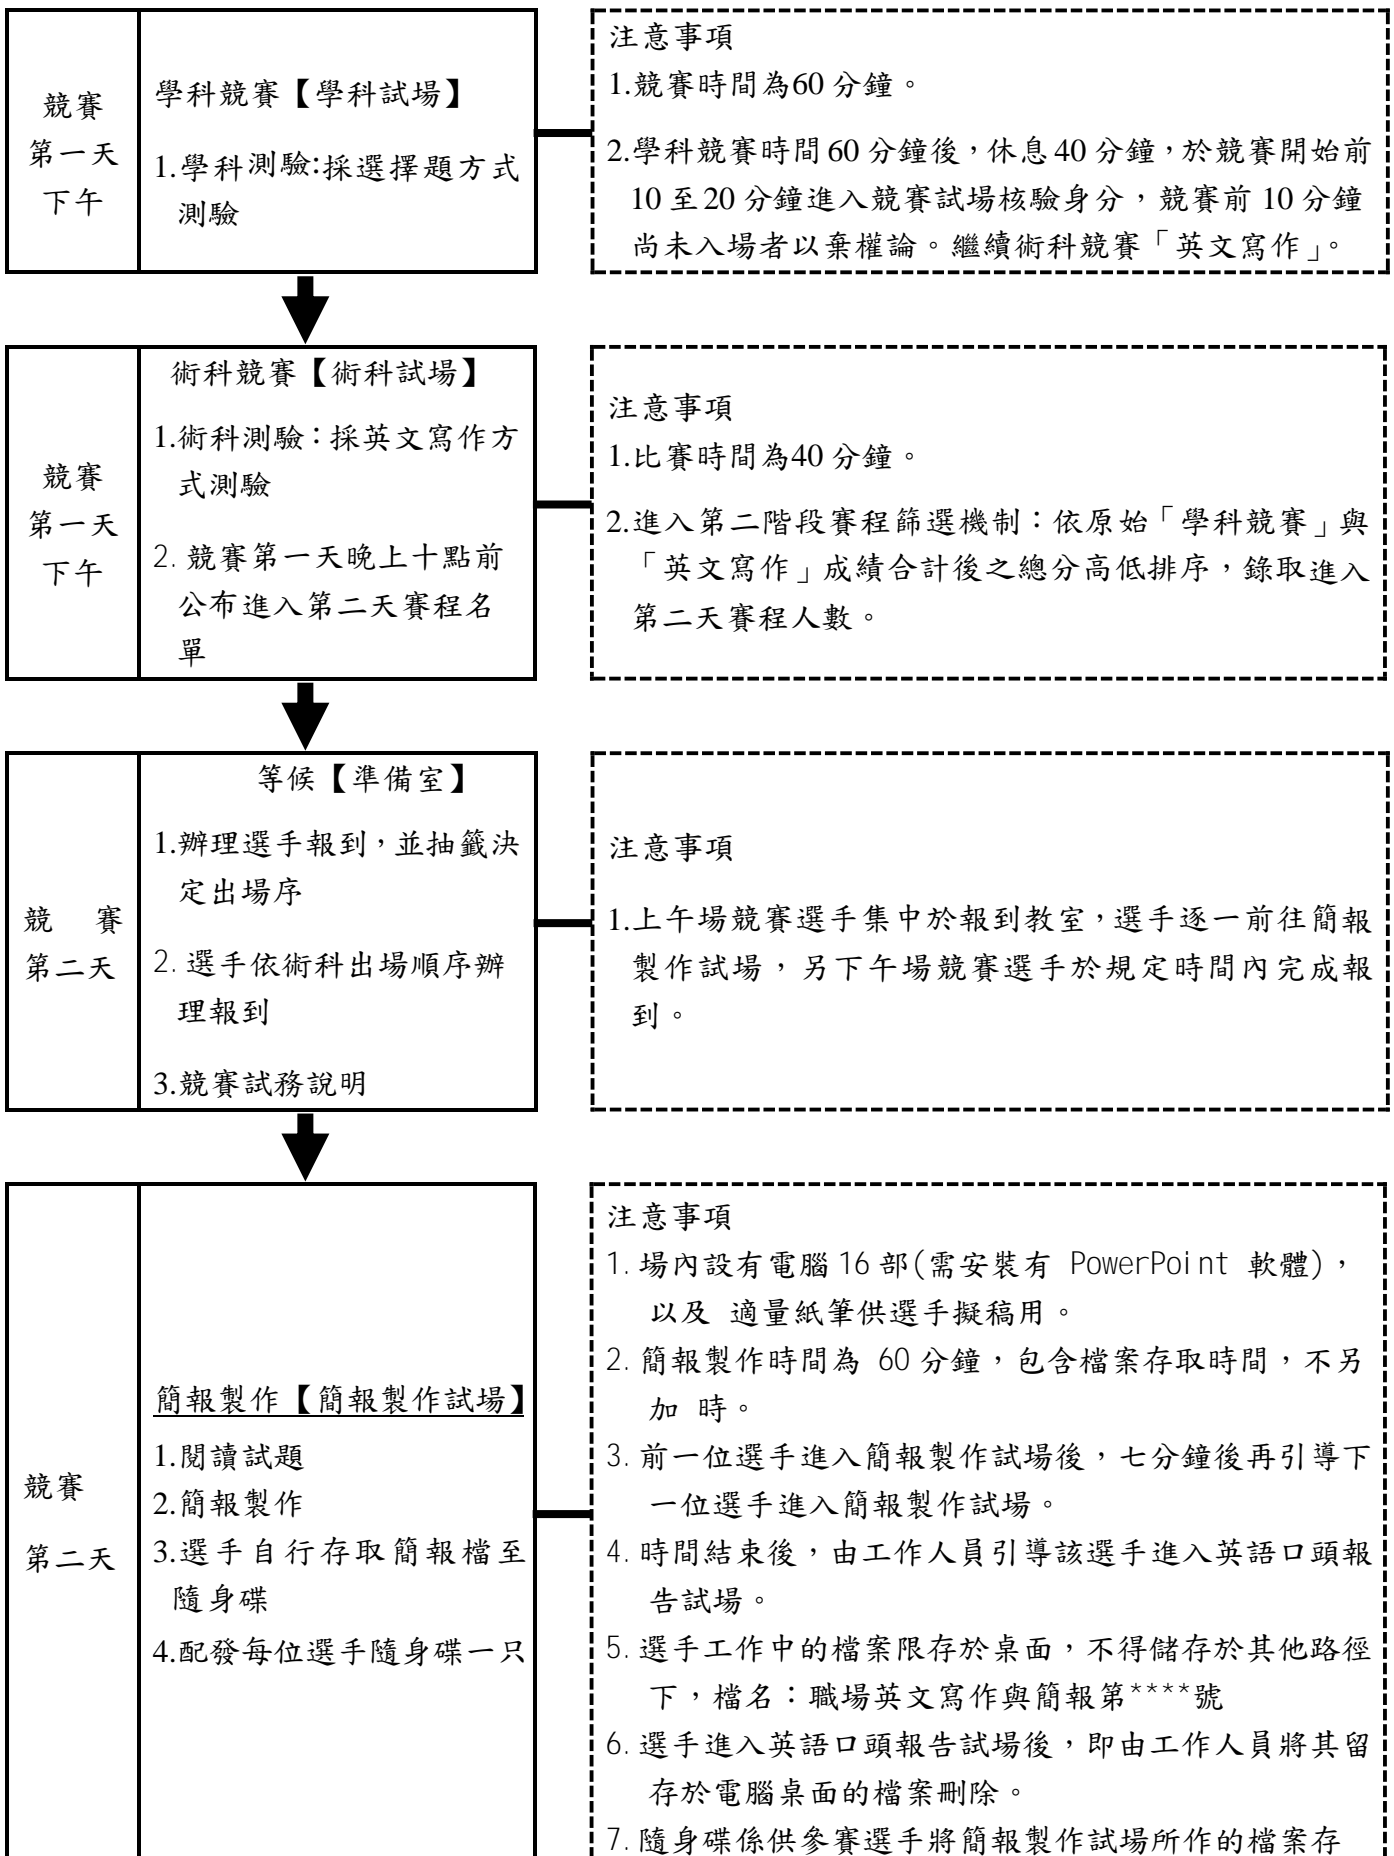 競賽
第一天
下午
學科競賽【學科試場】
1.學科測驗:採選擇題方式
測驗
注意事項
1.競賽時間為60分鐘。
2.學科競賽時間60分鐘後，休息40分鐘，於競賽開始前
10至20分鐘進入競賽試場核驗身分，競賽前10分鐘
尚未入場者以棄權論。繼續術科競賽「英文寫作」。
競賽
第一天
下午
術科競賽【術科試場】
1.術科測驗：採英文寫作方
式測驗
2.競賽第一天晚上十點前
公布進入第二天賽程名
單
注意事項
1.比賽時間為40分鐘。
2.進入第二階段賽程篩選機制：依原始「學科競賽」與
「英文寫作」成績合計後之總分高低排序，錄取進入
第二天賽程人數。
競 賽
第二天
等候【準備室】
1.辦理選手報到，並抽籤決
定出場序
2.選手依術科出場順序辦
理報到
3.競賽試務說明
注意事項
1.上午場競賽選手集中於報到教室，選手逐一前往簡報
製作試場，另下午場競賽選手於規定時間內完成報
到。
競賽
第二天
簡報製作【簡報製作試場】
1.閱讀試題
2.簡報製作
3.選手自行存取簡報檔至
隨身碟
4.配發每位選手隨身碟一只
注意事項
1.場內設有電腦16部(需安裝有 PowerPoint 軟體)，
以及 適量紙筆供選手擬稿用。
2.簡報製作時間為 60分鐘，包含檔案存取時間，不另
加 時。
3.前一位選手進入簡報製作試場後，七分鐘後再引導下
一位選手進入簡報製作試場。
4.時間結束後，由工作人員引導該選手進入英語口頭報
告試場。
5.選手工作中的檔案限存於桌面，不得儲存於其他路徑
下，檔名：職場英文寫作與簡報第****號
6.選手進入英語口頭報告試場後，即由工作人員將其留
存於電腦桌面的檔案刪除。
7.隨身碟係供參賽選手將簡報製作試場所作的檔案存